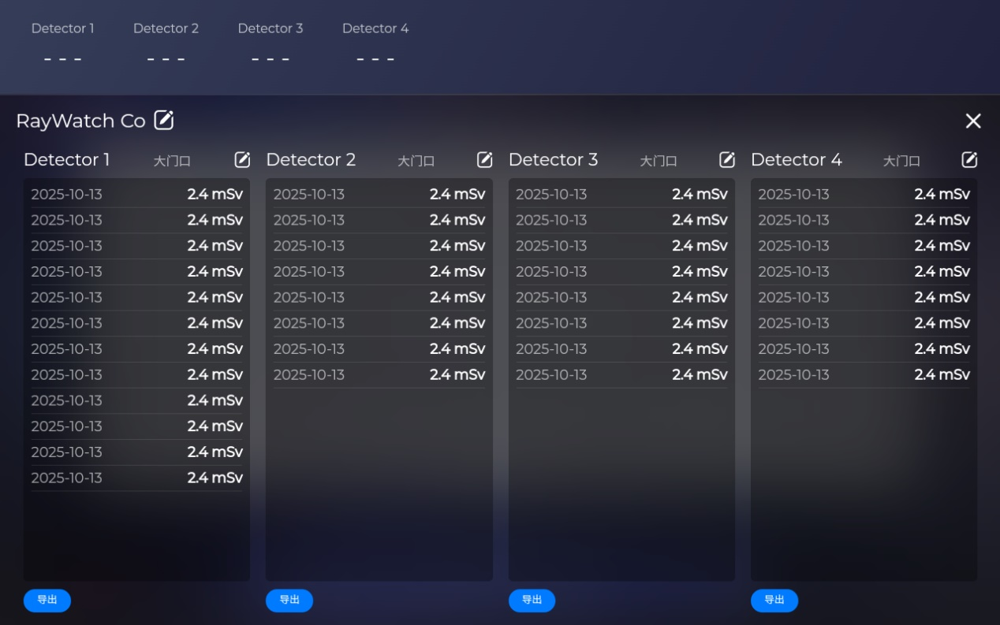 Detector 1 Detector 2 Detector 3 Detector 4
- - - - - - - - - - - -
RayWatch Co
Detector 1 大门口 Detector 2 大门口 Detector 3 大门口 Detector 4 大门口
2025-10-13 2.4 mSv 2025-10-13 2.4 mSv 2025-10-13 2.4 mSv 2025-10-13 2.4 mSv
2025-10-13 2.4 mSv 2025-10-13 2.4 mSv 2025-10-13 2.4 mSv 2025-10-13 2.4 mSv
2025-10-13 2.4 mSv 2025-10-13 2.4 mSv 2025-10-13 2.4 mSv 2025-10-13 2.4 mSv
2025-10-13 2.4 mSv 2025-10-13 2.4 mSv 2025-10-13 2.4 mSv 2025-10-13 2.4 mSv
2025-10-13 2.4 mSv 2025-10-13 2.4 mSv 2025-10-13 2.4 mSv 2025-10-13 2.4 mSv
2025-10-13 2.4 mSv 2025-10-13 2.4 mSv 2025-10-13 2.4 mSv 2025-10-13 2.4 mSv
2025-10-13 2.4 mSv 2025-10-13 2.4 mSv 2025-10-13 2.4 mSv 2025-10-13 2.4 mSv
2025-10-13 2.4 mSv 2025-10-13 2.4 mSv 2025-10-13 2.4 mSv 2025-10-13 2.4 mSv
2025-10-13 2.4 mSv
2025-10-13 2.4 mSv
2025-10-13 2.4 mSv
2025-10-13 2.4 mSv
导出 导出 导出 导出